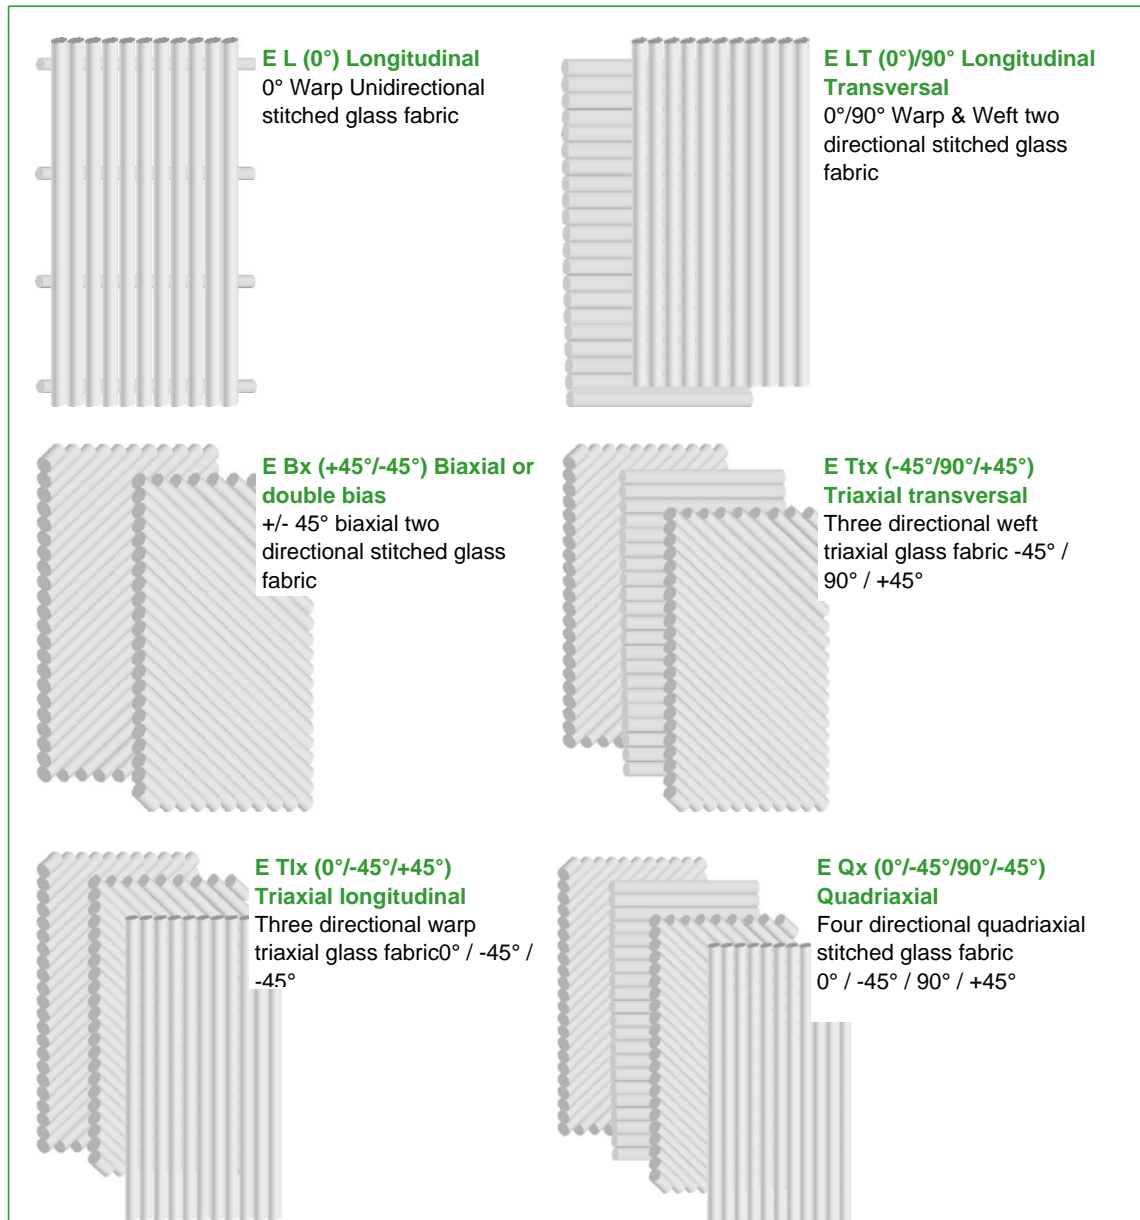 E L (0°) Longitudinal
0° Warp Unidirectional
stitched glass fabric
E LT (0°)/90° Longitudinal
Transversal
0°/90° Warp & Weft two
directional stitched glass
fabric
E Bx (+45°/-45°) Biaxial or
double bias
+/- 45° biaxial two
directional stitched glass
fabric
E Ttx (-45°/90°/+45°)
Triaxial transversal
Three directional weft
triaxial glass fabric -45° /
90° / +45°
E Tlx (0°/-45°/+45°)
Triaxial longitudinal
Three directional warp
triaxial glass fabric0° / -45° /
-45°
E Qx (0°/-45°/90°/-45°)
Quadriaxial
Four directional quadriaxial
stitched glass fabric
0° / -45° / 90° / +45°